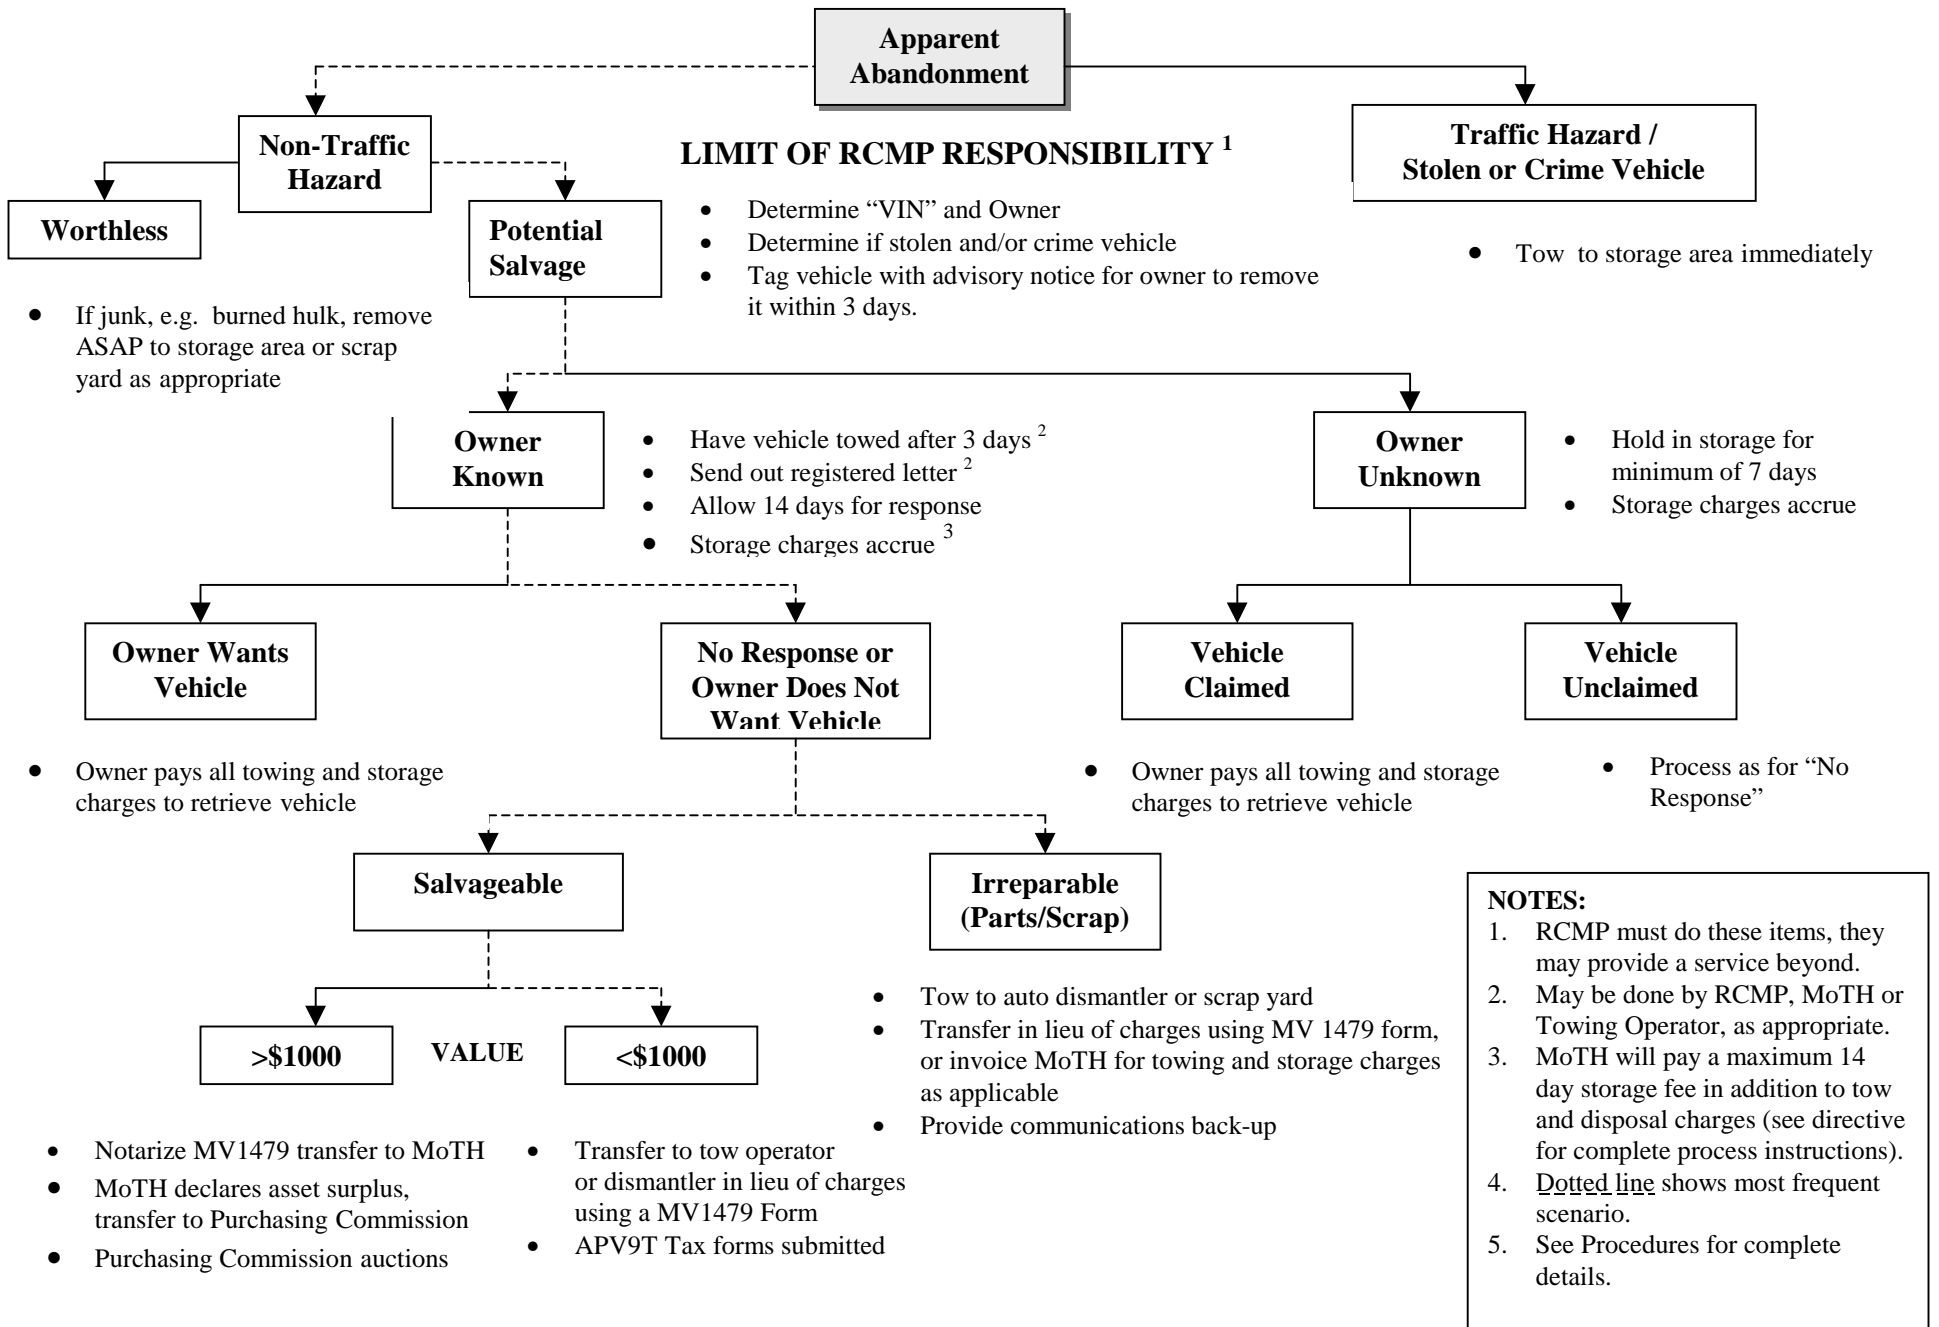 Apparent
Abandonment
Non-Traffic
Hazard
LIMIT OF RCMP RESPONSIBILITY 1
Traffic Hazard /
Stolen or Crime Vehicle
Worthless
Potential
Salvage
• Determine “VIN” and Owner
• Determine if stolen and/or crime vehicle
• Tag vehicle with advisory notice for owner to remove
it within 3 days.
• Tow to storage area immediately
• If junk, e.g. burned hulk, remove
ASAP to storage area or scrap
yard as appropriate
Owner
Known
• Have vehicle towed after 3 days 2
• Send out registered letter 2
• Allow 14 days for response
• Storage charges accrue 3
Owner
Unknown
• Hold in storage for
minimum of 7 days
• Storage charges accrue
Owner Wants
Vehicle
No Response or
Owner Does Not
Want Vehicle
Vehicle
Claimed
Vehicle
Unclaimed
• Owner pays all towing and storage
charges to retrieve vehicle
• Owner pays all towing and storage
charges to retrieve vehicle
• Process as for “No
Response”
Salvageable
Irreparable
(Parts/Scrap)
>$1000
VALUE
<$1000
• Tow to auto dismantler or scrap yard
• Transfer in lieu of charges using MV 1479 form,
or invoice MoTH for towing and storage charges
as applicable
• Provide communications back-up
• Notarize MV1479 transfer to MoTH
• MoTH declares asset surplus,
transfer to Purchasing Commission
• Purchasing Commission auctions
• Transfer to tow operator
or dismantler in lieu of charges
using a MV1479 Form
• APV9T Tax forms submitted
NOTES:
1. RCMP must do these items, they
may provide a service beyond.
2. May be done by RCMP, MoTH or
Towing Operator, as appropriate.
3. MoTH will pay a maximum 14
day storage fee in addition to tow
and disposal charges (see directive
for complete process instructions).
4. Dotted line shows most frequent
scenario.
5. See Procedures for complete
details.